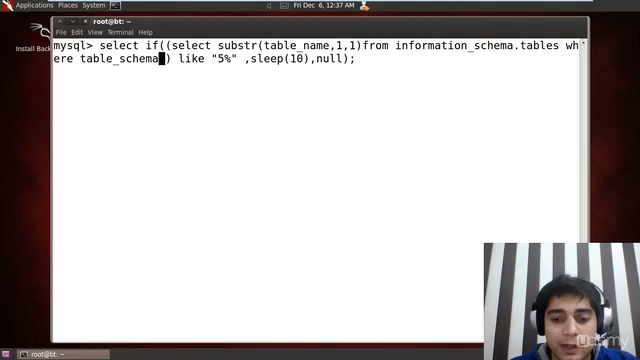 Applications Places System
Fri Dec 6, 12:37 AM
root@bt: ~
File Edit View Terminal Help
Install Back
mysql> select if((select substr(table_name,1,1)from information_schema.tables wh
ere table_schema ) like "5%" ,sleep(10),null);
udemy
root@bt: ~